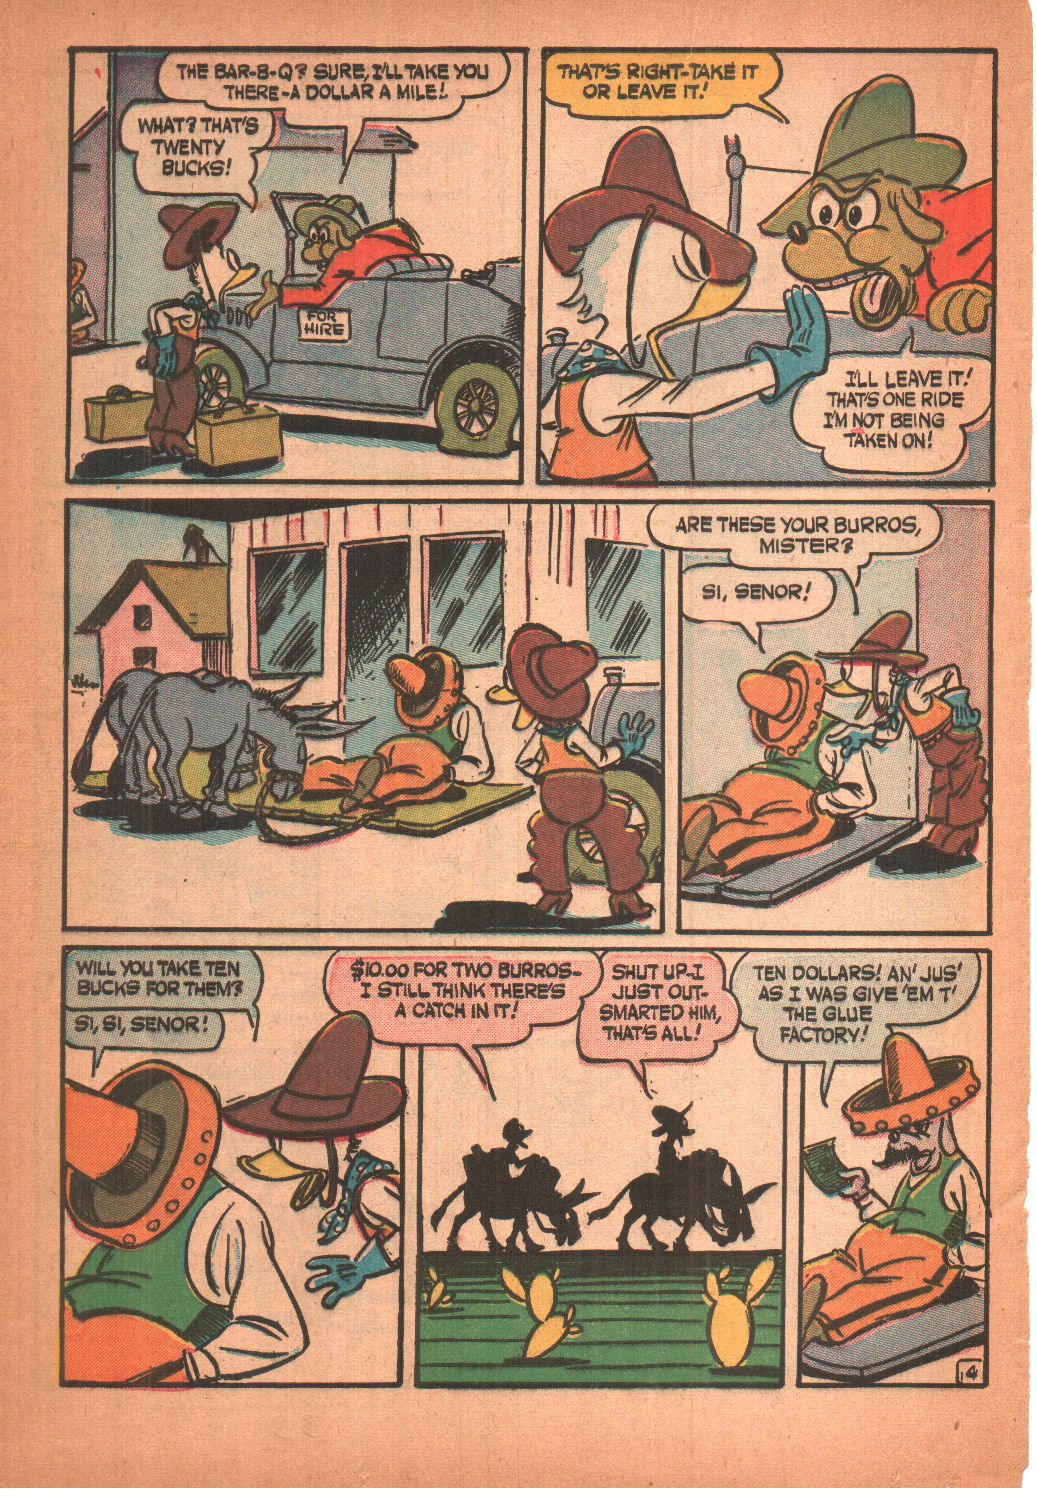 THE BAR-B-Q? SURE, I'LL TAKE YOU
THERE-A DOLLAR A MILE!
WHAT? THAT'S
TWENTY
BUCKS!
FOR
HIRE
THAT'S RIGHT-TAKE IT
OR LEAVE IT!
I'LL LEAVE IT!
THAT'S ONE RIDE
I'M NOT BEING
TAKEN ON!
ARE THESE YOUR BURROS,
MISTER?
SI, SENOR!
WILL YOU TAKE TEN
BUCKS FOR THEM?
SI, SI, SENOR!
$10.00 FOR TWO BURROS-
I STILL THINK THERE'S
A CATCH IN IT!
SHUT UP-I
JUST OUT-
SMARTED HIM,
THAT'S ALL!
TEN DOLLARS! AN' JUS'
AS I WAS GIVE 'EM T'
THE GLUE
FACTORY!
4